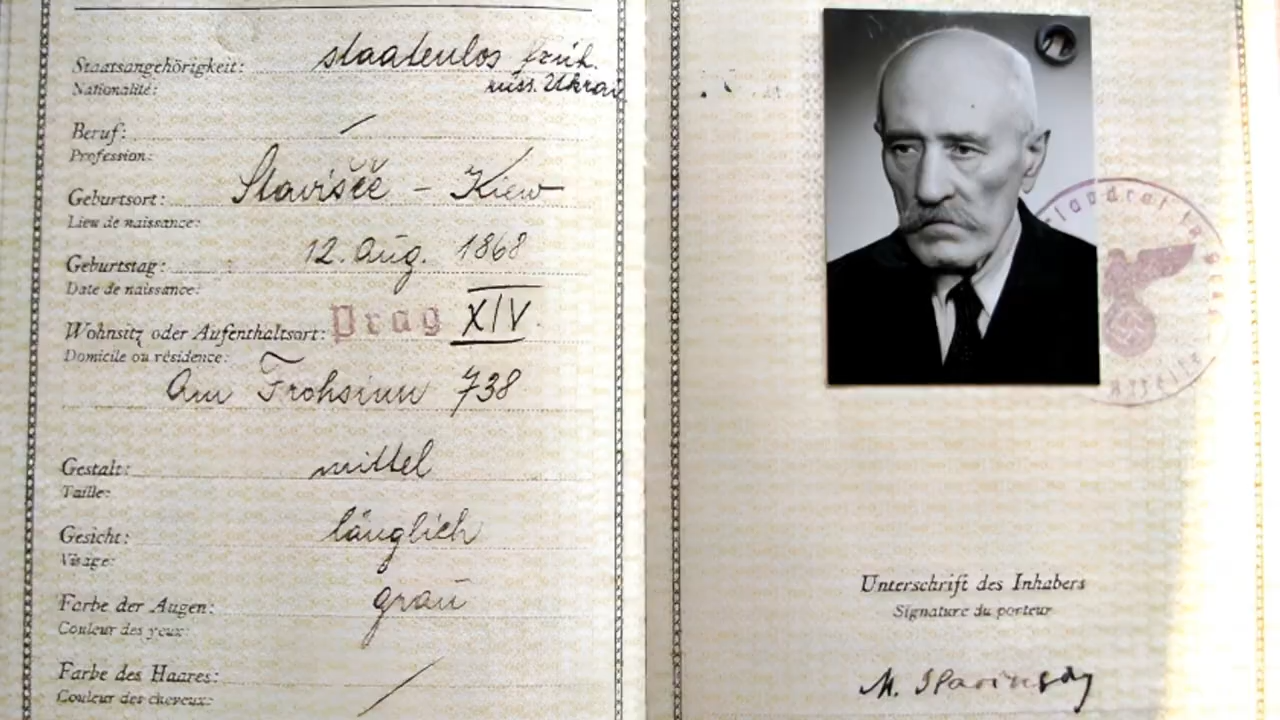 Staatsangehörigkeit: staatenlos früh.
Nationalité: russ. Ukrai
Beruf: /
Profession:
Geburtsort: Stavišče - Kiew
Lieu de naissance:
Geburtstag: 12. Aug. 1868
Date de naissance:
Wohnsitz oder Aufenthaltsort: Prag XIV.
Domicile ou résidence:
Am Frohsinn 738
Gestalt: mittel
Taille:
Gesicht: länglich
Visage:
Farbe der Augen: grau
Couleur des yeux:
Farbe des Haares: /
Couleur des cheveux:
Unterschrift des Inhabers
Signature du porteur
M. Slavinsky